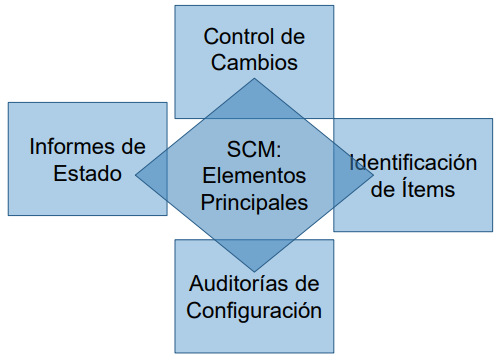 Control de
Cambios
Informes de
Estado
SCM:
Elementos
Principales
Identificación
de Ítems
Auditorías de
Configuración